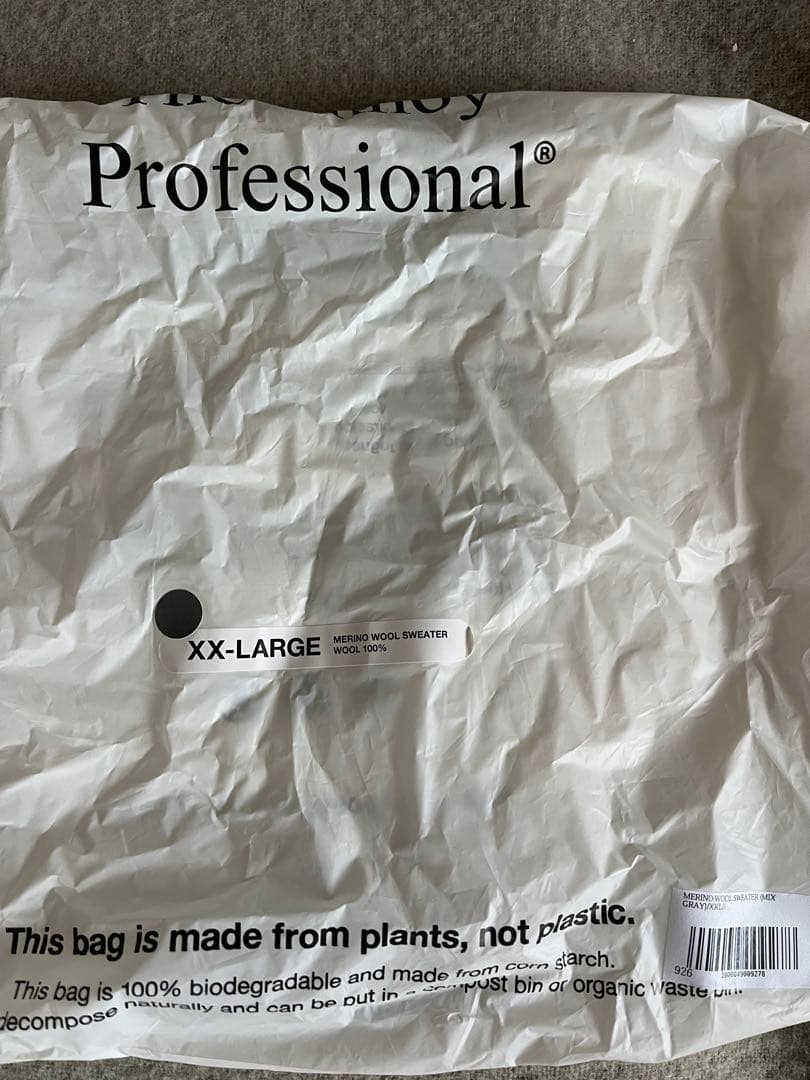 Professional®
XX-LARGE
MERINO WOOL SWEATER
WOOL 100%
This bag is made from plants, not plastic.
This bag is 100% biodegradable and made from corn starch.
decompose naturally and can be put in bin or organic waste bin.
MERINO WOOL SWEATER (MIX
GRAY)/XXL
926
1000049009278